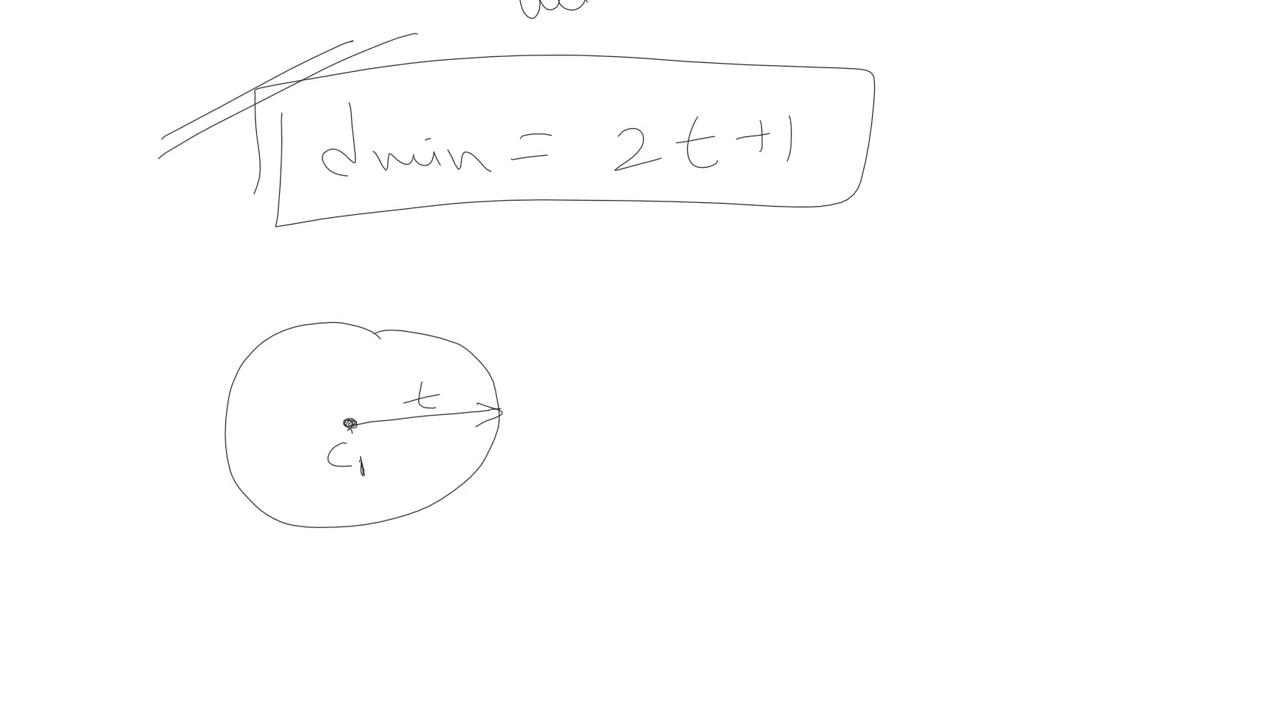 dmin = 2t+1
t
C1